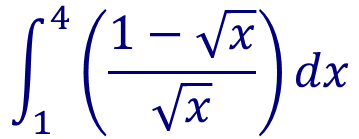 ∫₁⁴ ((1 − √x)/√x) dx